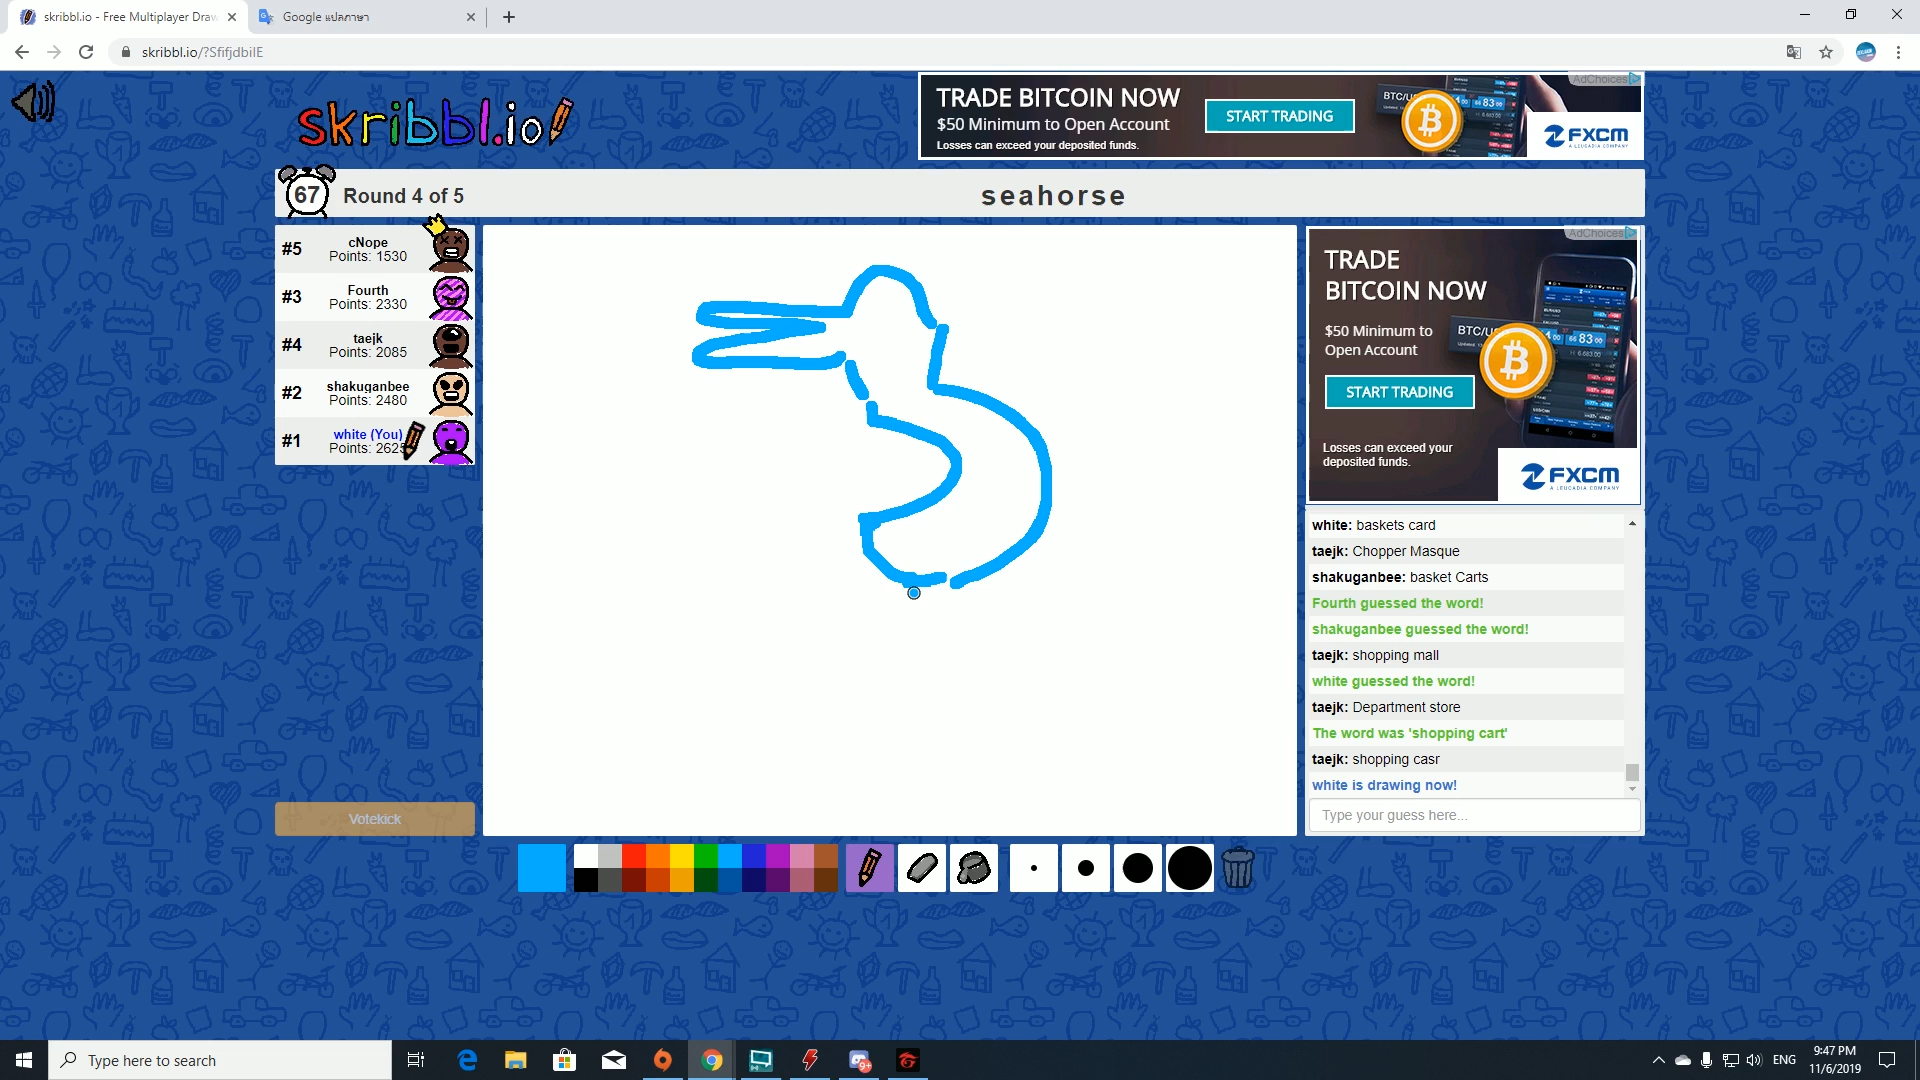 skribbl.io - Free Multiplayer Draw
Google แปลภาษา
skribbl.io/?SfifjdbilE
skribbl.io
TRADE BITCOIN NOW
$50 Minimum to Open Account
Losses can exceed your deposited funds.
START TRADING
AdChoices
FXCM
A LEUCADIA COMPANY
67
Round 4 of 5
seahorse
#5 cNope
Points: 1530
#3 Fourth
Points: 2330
#4 taejk
Points: 2085
#2 shakuganbee
Points: 2480
#1 white (You)
Points: 2625
Votekick
AdChoices
TRADE
BITCOIN NOW
$50 Minimum to
Open Account
START TRADING
Losses can exceed your
deposited funds.
FXCM
A LEUCADIA COMPANY
white: baskets card
taejk: Chopper Masque
shakuganbee: basket Carts
Fourth guessed the word!
shakuganbee guessed the word!
taejk: shopping mall
white guessed the word!
taejk: Department store
The word was 'shopping cart'
taejk: shopping casr
white is drawing now!
Type your guess here...
Type here to search
ENG
9:47 PM
11/6/2019